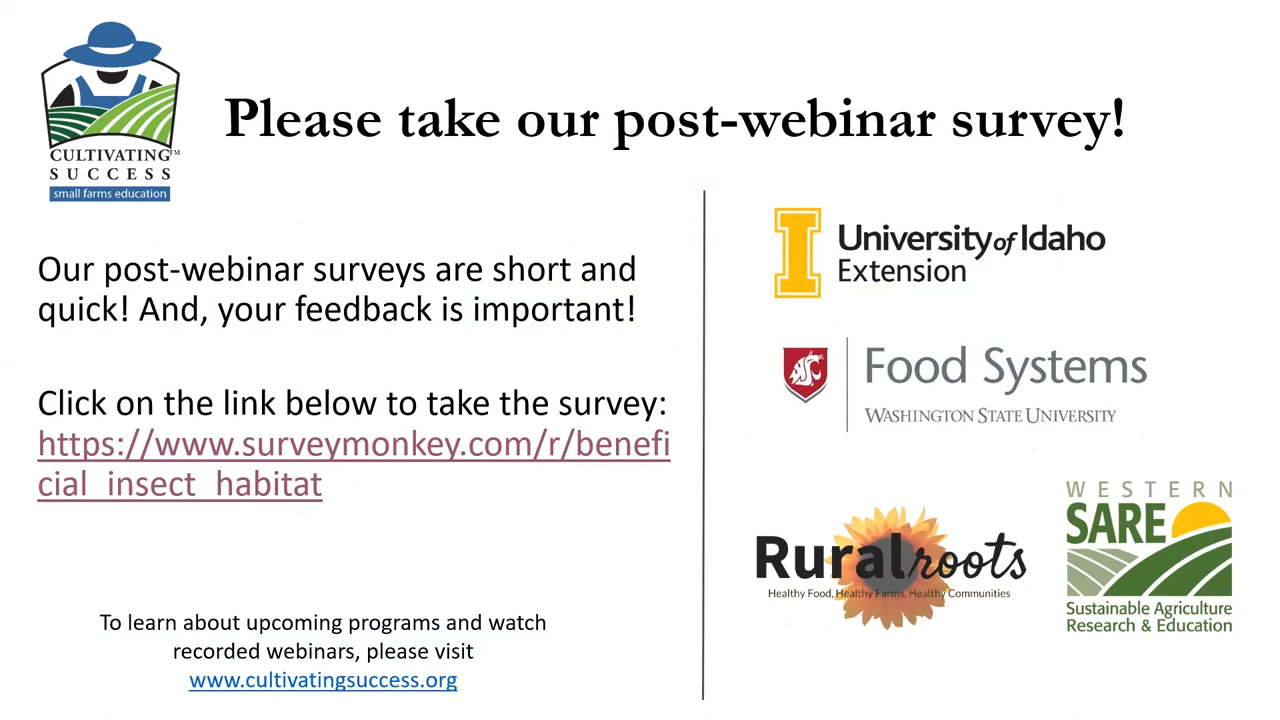 Please take our post-webinar survey!
CULTIVATING™
SUCCESS
small farms education
Our post-webinar surveys are short and
quick! And, your feedback is important!
Click on the link below to take the survey:
https://www.surveymonkey.com/r/benefi
cial_insect_habitat
To learn about upcoming programs and watch
recorded webinars, please visit
www.cultivatingsuccess.org
University of Idaho
Extension
Food Systems
WASHINGTON STATE UNIVERSITY
Ruralroots
Healthy Food, Healthy Farms, Healthy Communities
WESTERN
SARE
Sustainable Agriculture
Research & Education